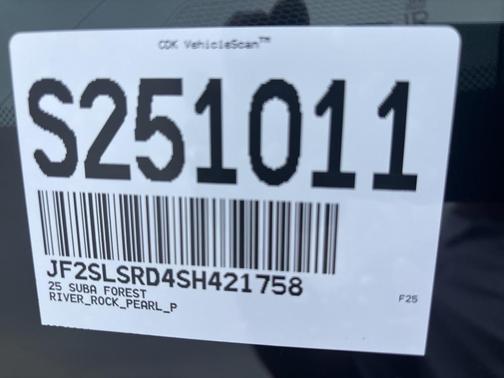 CDK VehicleScan™
S251011
JF2SLSRD4SH421758
25 SUBA FOREST
RIVER_ROCK_PEARL_P
F25